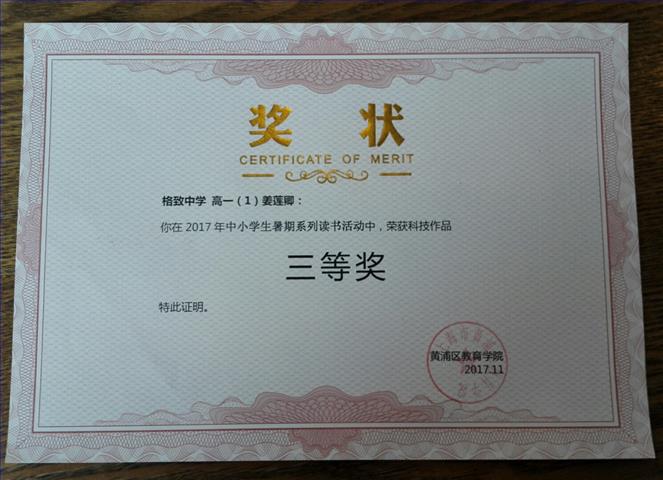 奖 状
CERTIFICATE OF MERIT
格致中学 高一（1）姜莲卿：
你在 2017 年中小学生暑期系列读书活动中，荣获科技作品
三等奖
特此证明。
黄浦区教育学院
2017.11